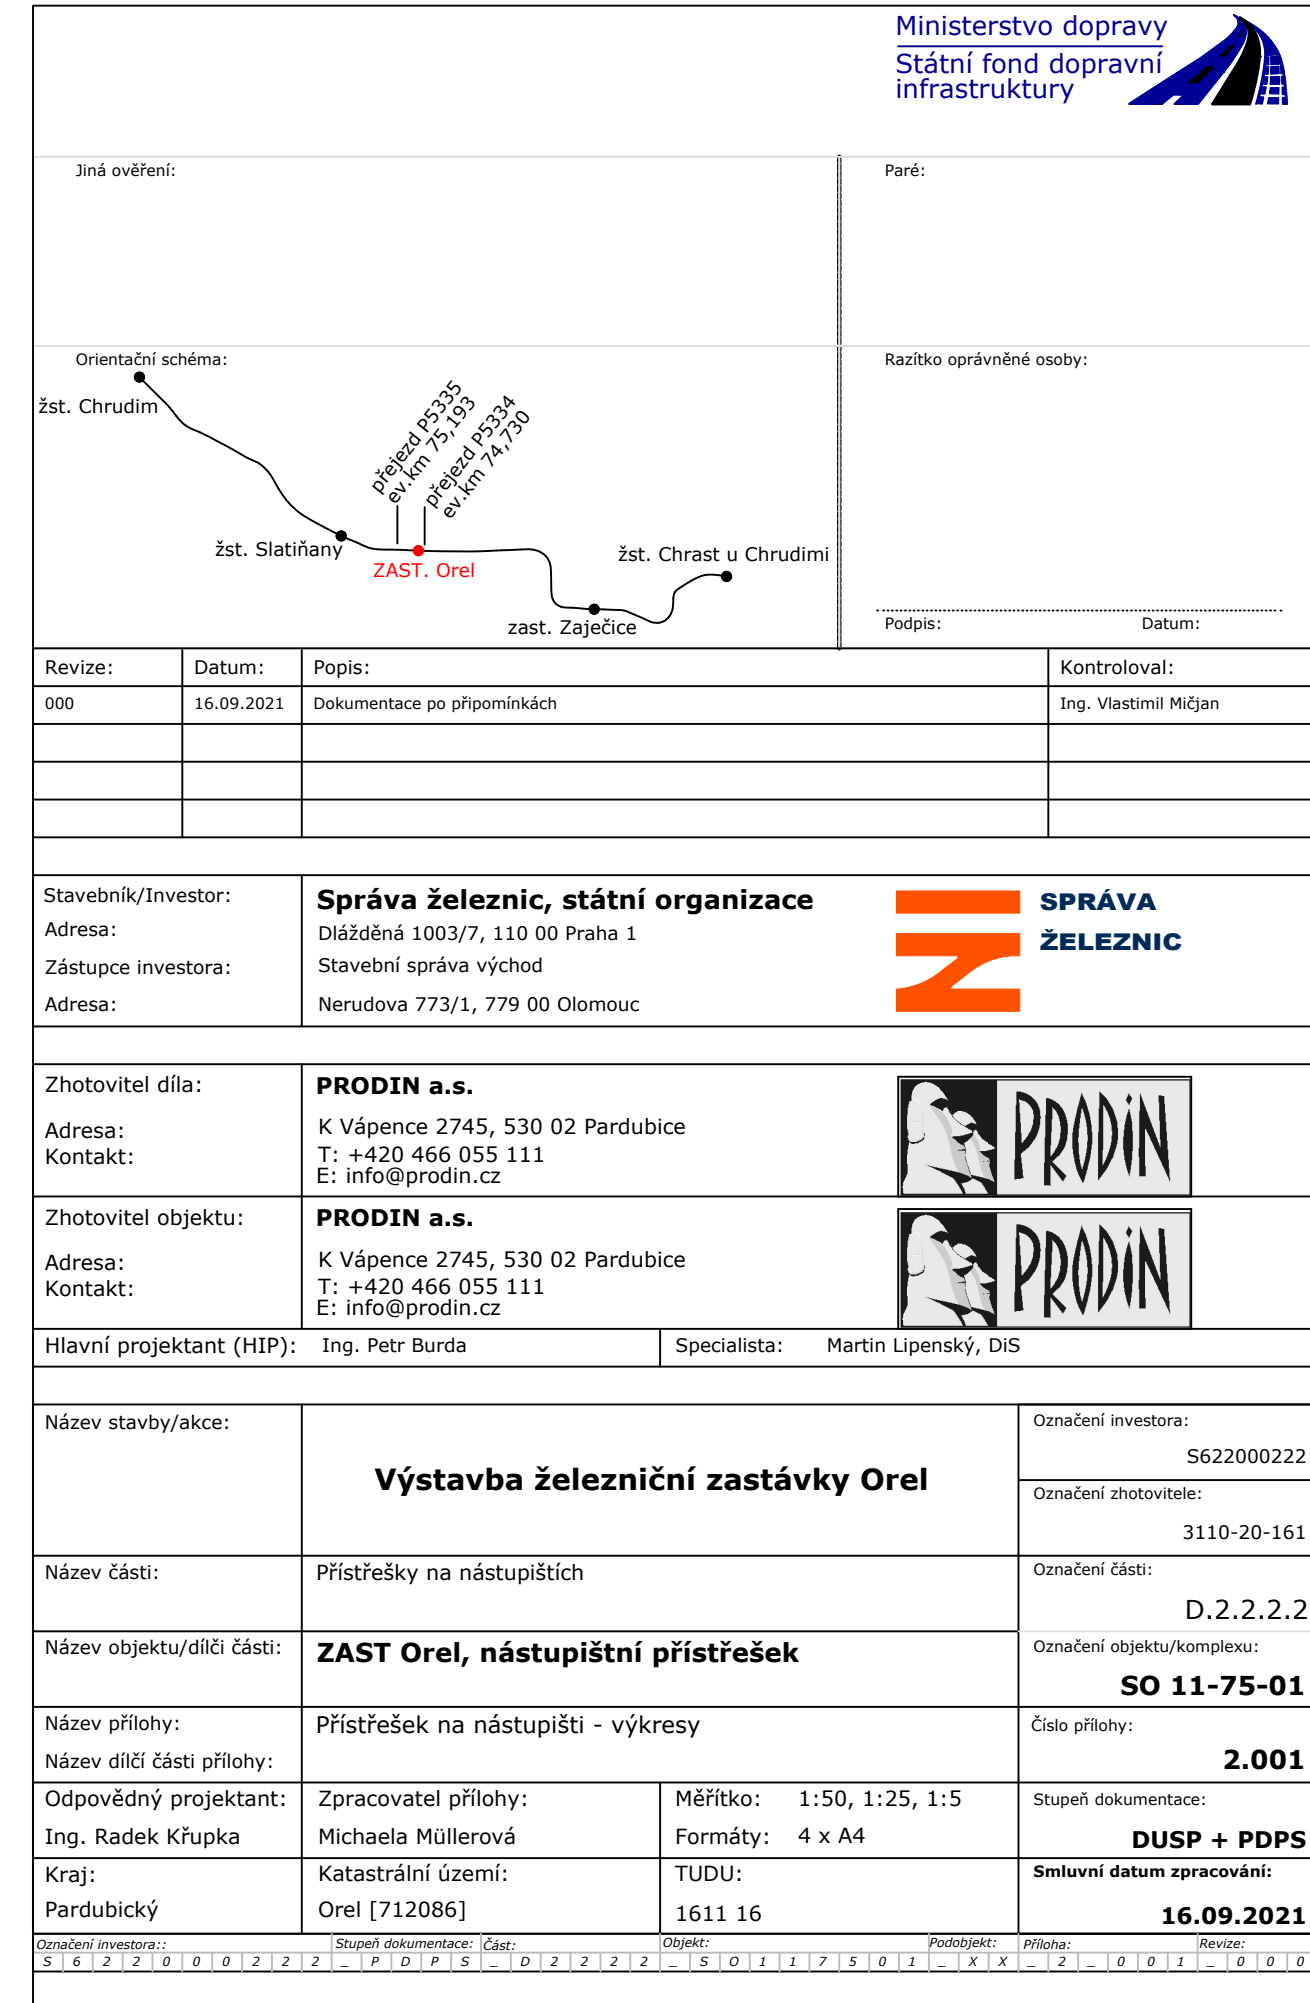 Ministerstvo dopravy
Státní fond dopravní
infrastruktury
Jiná ověření:
Paré:
Orientační schéma:
Razítko oprávněné osoby:
žst. Chrudim
přejezd P5335
ev.km 75,193
přejezd P5334
ev.km 74,730
žst. Slatiňany
ZAST. Orel
žst. Chrast u Chrudimi
zast. Zaječice
Podpis: Datum:
Revize: Datum: Popis: Kontroloval:
000 16.09.2021 Dokumentace po připomínkách Ing. Vlastimil Mičjan
Stavebník/Investor: Správa železnic, státní organizace
Adresa: Dlážděná 1003/7, 110 00 Praha 1
Zástupce investora: Stavební správa východ
Adresa: Nerudova 773/1, 779 00 Olomouc
SPRÁVA
ŽELEZNIC
Zhotovitel díla: PRODIN a.s.
Adresa: K Vápence 2745, 530 02 Pardubice
Kontakt: T: +420 466 055 111
E: info@prodin.cz
PRODIN
Zhotovitel objektu: PRODIN a.s.
Adresa: K Vápence 2745, 530 02 Pardubice
Kontakt: T: +420 466 055 111
E: info@prodin.cz
PRODIN
Hlavní projektant (HIP): Ing. Petr Burda Specialista: Martin Lipenský, DiS
Název stavby/akce: Výstavba železniční zastávky Orel
Označení investora:
S622000222
Označení zhotovitele:
3110-20-161
Název části: Přístřešky na nástupištích
Označení části:
D.2.2.2.2
Název objektu/dílči části: ZAST Orel, nástupištní přístřešek
Označení objektu/komplexu:
SO 11-75-01
Název přílohy: Přístřešek na nástupišti - výkresy
Číslo přílohy:
Název dílčí části přílohy:
2.001
Odpovědný projektant: Zpracovatel přílohy: Měřítko: 1:50, 1:25, 1:5 Stupeň dokumentace:
Ing. Radek Křupka Michaela Müllerová Formáty: 4 x A4 DUSP + PDPS
Kraj: Katastrální území: TUDU: Smluvní datum zpracování:
Pardubický Orel [712086] 1611 16 16.09.2021
Označení investora:: Stupeň dokumentace: Část: Objekt: Podobjekt: Příloha: Revize:
S 6 2 2 0 0 0 2 2 2 _ P D P S _ D 2 2 2 2 _ S O 1 1 7 5 0 1 _ X X _ 2 _ 0 0 1 _ 0 0 0